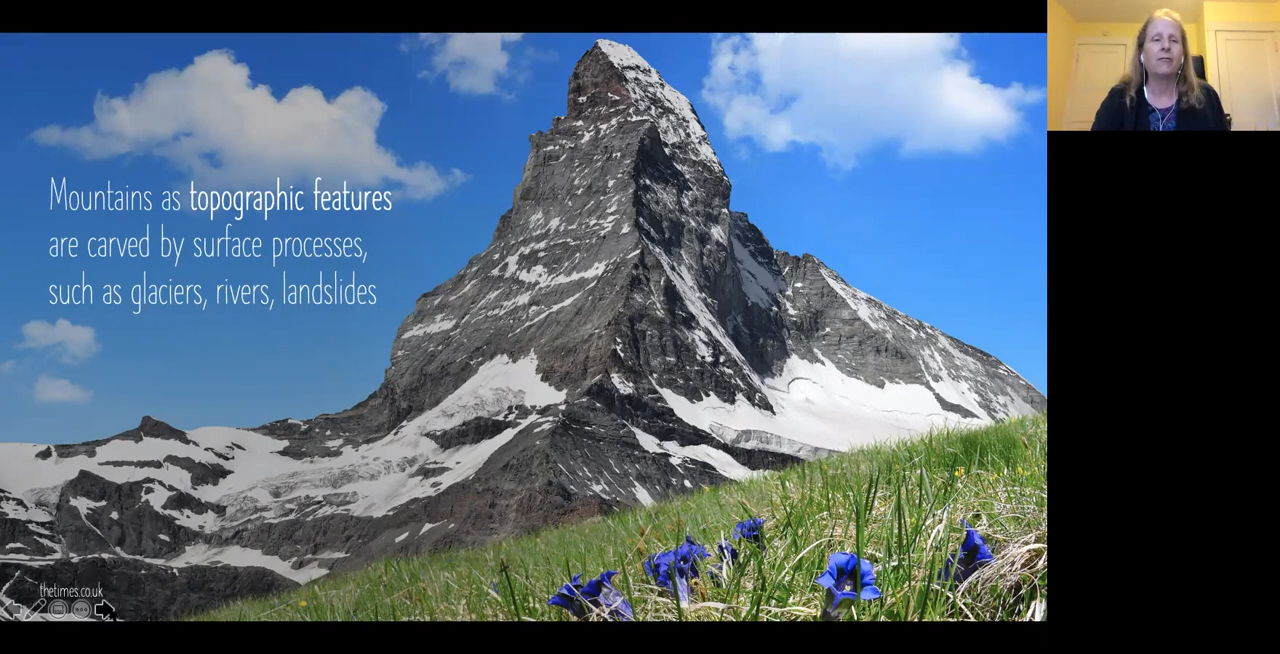 Mountains as topographic features
are carved by surface processes,
such as glaciers, rivers, landslides
thetimes.co.uk